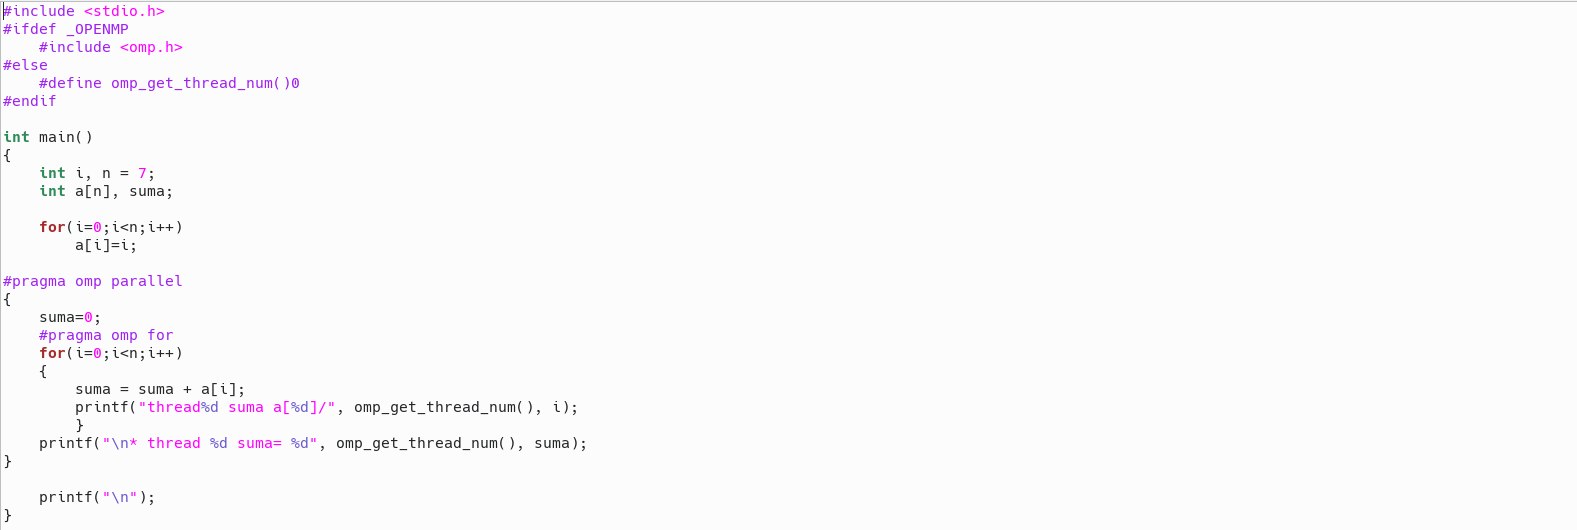 #include <stdio.h>
#ifdef _OPENMP
    #include <omp.h>
#else
    #define omp_get_thread_num()0
#endif

int main()
{
    int i, n = 7;
    int a[n], suma;

    for(i=0;i<n;i++)
        a[i]=i;

#pragma omp parallel
{
    suma=0;
    #pragma omp for
    for(i=0;i<n;i++)
    {
        suma = suma + a[i];
        printf("thread%d suma a[%d]/", omp_get_thread_num(), i);
        }
    printf("\n* thread %d suma= %d", omp_get_thread_num(), suma);
}

    printf("\n");
}